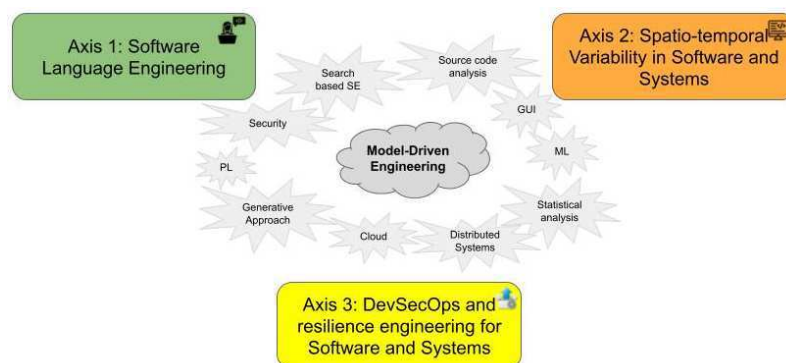 Axis 1: Software
Language Engineering
Axis 2: Spatio-temporal
Variability in Software and
Systems
Search
based SE
Source code
analysis
Security
GUI
Model-Driven
Engineering
PL
ML
Generative
Approach
Statistical
analysis
Cloud
Distributed
Systems
Axis 3: DevSecOps and
resilience engineering for
Software and Systems